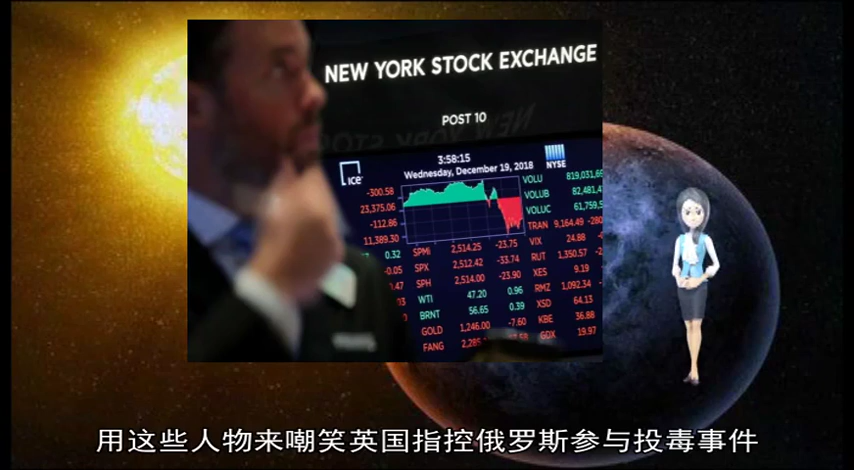 NEW YORK STOCK EXCHANGE
POST 10
3:58:15
Wednesday, December 19, 2018
ice
NYSE
-300.58
23,375.06
-112.86
11,389.30
0.32
-0.05
VOLU 819,031,6
VOLUB 82,481,4
VOLUC 61,759,5
TRAN 9,164.49 -280
SPMI 2,514.25 -23.75
SPX 2,512.42 -33.74
SPH 2,514.00 -23.90
WTI 47.20 0.96
BRNT 56.65 0.39
GOLD 1,246.00 -7.60
FANG 2,285
VIX 24.88
RUT 1,350.57
XES 9.19
RMZ 1,092.34
XSD 64.13
KBE 36.88
GDX 19.97
用这些人物来嘲笑英国指控俄罗斯参与投毒事件